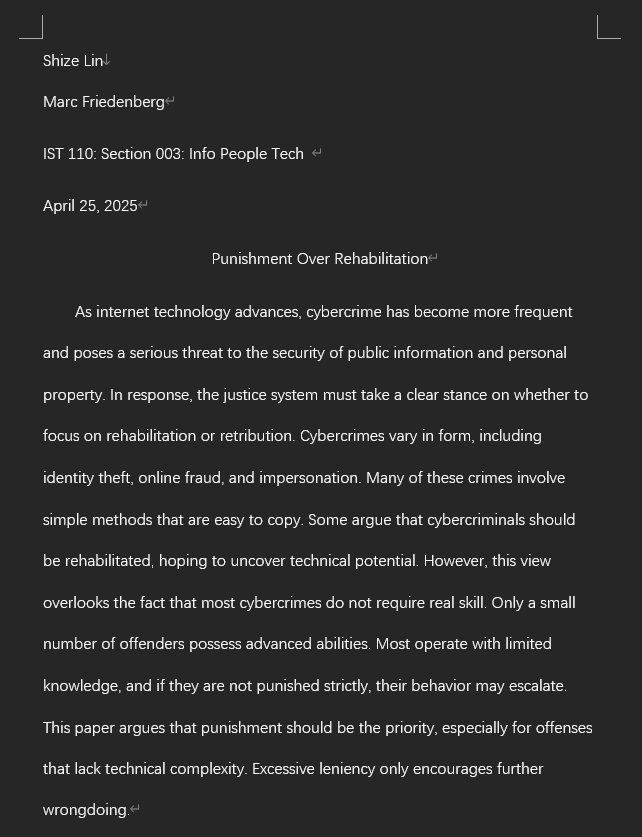 Shize Lin
Marc Friedenberg
IST 110: Section 003: Info People Tech
April 25, 2025
Punishment Over Rehabilitation
As internet technology advances, cybercrime has become more frequent
and poses a serious threat to the security of public information and personal
property. In response, the justice system must take a clear stance on whether to
focus on rehabilitation or retribution. Cybercrimes vary in form, including
identity theft, online fraud, and impersonation. Many of these crimes involve
simple methods that are easy to copy. Some argue that cybercriminals should
be rehabilitated, hoping to uncover technical potential. However, this view
overlooks the fact that most cybercrimes do not require real skill. Only a small
number of offenders possess advanced abilities. Most operate with limited
knowledge, and if they are not punished strictly, their behavior may escalate.
This paper argues that punishment should be the priority, especially for offenses
that lack technical complexity. Excessive leniency only encourages further
wrongdoing.